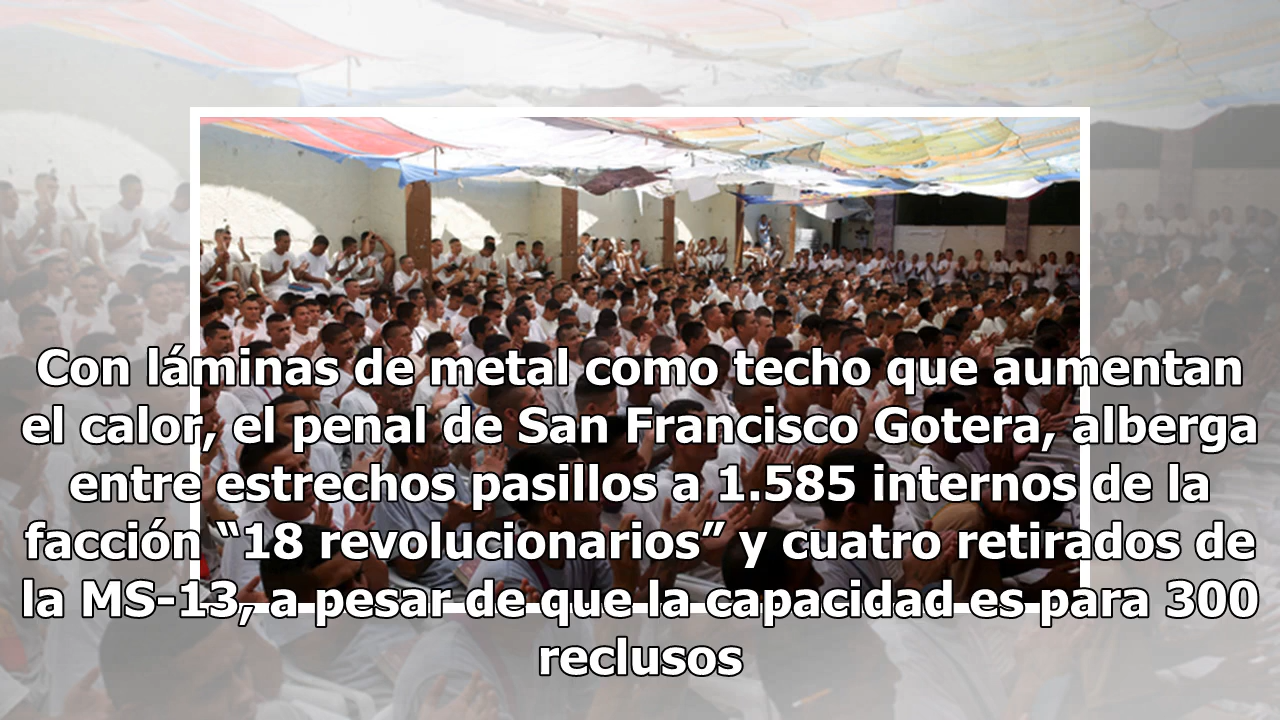 Con láminas de metal como techo que aumentan
el calor, el penal de San Francisco Gotera, alberga
entre estrechos pasillos a 1.585 internos de la
facción “18 revolucionarios” y cuatro retirados de
la MS-13, a pesar de que la capacidad es para 300
reclusos